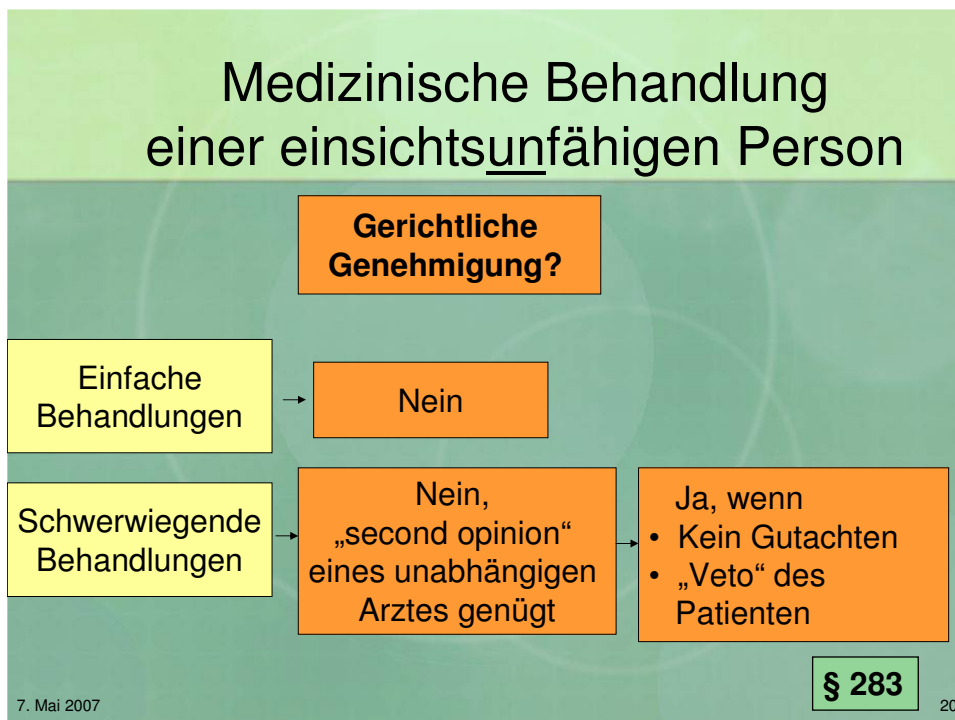 Medizinische Behandlung
einer einsichtsunfähigen Person
Gerichtliche
Genehmigung?
Einfache
Behandlungen
Nein
Schwerwiegende
Behandlungen
Nein,
„second opinion“
eines unabhängigen
Arztes genügt
Ja, wenn
• Kein Gutachten
• „Veto“ des
Patienten
§ 283
7. Mai 2007
20